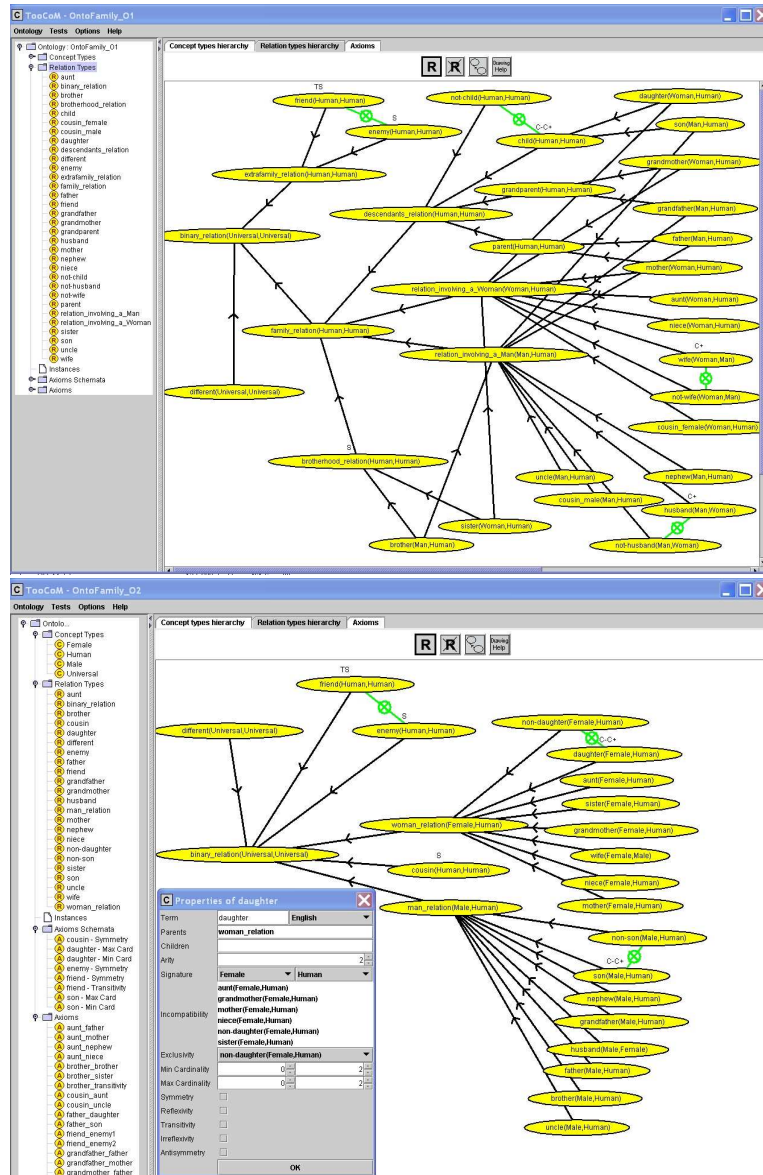 TooCoM - OntoFamily_O1
Ontology Tests Options Help
Ontology : OntoFamily_O1
Concept Types
Relation Types
aunt
binary_relation
brother
brotherhood_relation
child
cousin_female
cousin_male
daughter
descendants_relation
different
enemy
extrafamily_relation
family_relation
father
friend
grandfather
grandmother
grandparent
husband
mother
nephew
niece
not-child
not-husband
not-wife
parent
relation_involving_a_Man
relation_involving_a_Woman
sister
son
uncle
wife
Instances
Axioms Schemata
Axioms
Concept types hierarchy Relation types hierarchy Axioms
R R Drawing Help
TS
friend(Human,Human)
S
enemy(Human,Human)
not-child(Human,Human)
C-C+
child(Human,Human)
daughter(Woman,Human)
son(Man,Human)
grandmother(Woman,Human)
extrafamily_relation(Human,Human)
grandparent(Human,Human)
grandfather(Man,Human)
descendants_relation(Human,Human)
binary_relation(Universal,Universal)
parent(Human,Human)
father(Man,Human)
mother(Woman,Human)
relation_involving_a_Woman(Woman,Human)
aunt(Woman,Human)
niece(Woman,Human)
family_relation(Human,Human)
C+
relation_involving_a_Man(Man,Human)
wife(Woman,Man)
different(Universal,Universal)
not-wife(Woman,Man)
cousin_female(Woman,Human)
S
brotherhood_relation(Human,Human)
uncle(Man,Human)
nephew(Man,Human)
C+
cousin_male(Man,Human)
husband(Man,Woman)
sister(Woman,Human)
brother(Man,Human)
not-husband(Man,Woman)
TooCoM - OntoFamily_O2
Ontology Tests Options Help
Ontolo...
Concept Types
Female
Human
Male
Universal
Relation Types
aunt
binary_relation
brother
cousin
daughter
different
enemy
father
friend
grandfather
grandmother
husband
man_relation
mother
nephew
niece
non-daughter
non-son
sister
son
uncle
wife
woman_relation
Instances
Axioms Schemata
cousin - Symmetry
daughter - Max Card
daughter - Min Card
enemy - Symmetry
friend - Symmetry
friend - Transitivity
son - Max Card
son - Min Card
Axioms
aunt_father
aunt_mother
aunt_nephew
aunt_niece
brother_brother
brother_sister
brother_transitivity
cousin_aunt
cousin_uncle
father_daughter
father_son
friend_enemy1
friend_enemy2
grandfather_father
grandfather_mother
grandmother_father
Concept types hierarchy Relation types hierarchy Axioms
R R Drawing Help
TS
friend(Human,Human)
S
different(Universal,Universal)
enemy(Human,Human)
non-daughter(Female,Human)
C-C+
daughter(Female,Human)
aunt(Female,Human)
sister(Female,Human)
woman_relation(Female,Human)
grandmother(Female,Human)
binary_relation(Universal,Universal)
S
cousin(Human,Human)
wife(Female,Male)
niece(Female,Human)
mother(Female,Human)
man_relation(Male,Human)
non-son(Male,Human)
C-C+
son(Male,Human)
nephew(Male,Human)
grandfather(Male,Human)
husband(Male,Female)
father(Male,Human)
brother(Male,Human)
uncle(Male,Human)
Properties of daughter
Term daughter English
Parents woman_relation
Children
Arity 2
Signature Female Human
Incompatibility
aunt(Female,Human)
grandmother(Female,Human)
mother(Female,Human)
niece(Female,Human)
non-daughter(Female,Human)
sister(Female,Human)
Exclusivity non-daughter(Female,Human)
Min Cardinality 0 2
Max Cardinality 0 2
Symmetry
Reflexivity
Transitivity
Irreflexivity
Antisymmetry
OK